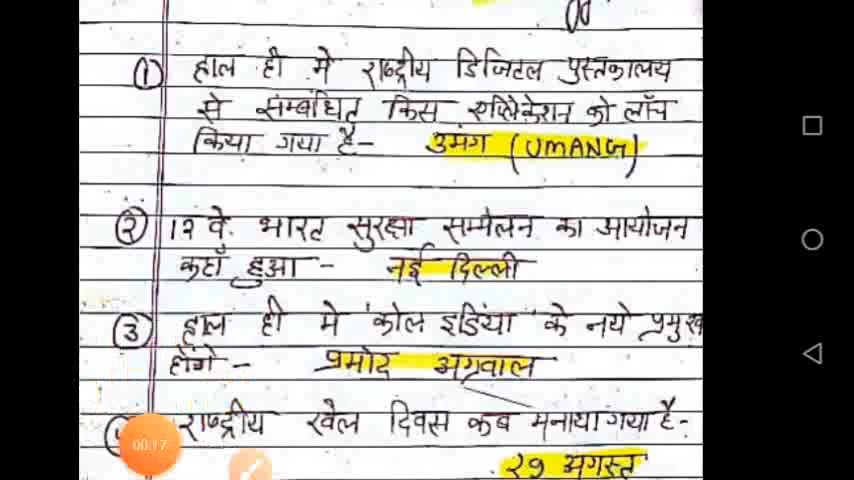 ① हाल ही मे राष्ट्रीय डिजिटल पुस्तकालय
से संम्बंधित किस एप्लिकेशन को लॉच
किया गया है - उमंग (UMANG)
② 12 वे. भारत सुरक्षा सम्मेलन का आयोजन
कहाँ हुआ - नई दिल्ली
③ हाल ही मे 'कोल इंडिया' के नये प्रमुख
होंगे - प्रमोद अग्रवाल
राष्ट्रीय खेल दिवस कब मनाया गया है -
29 अगस्त
00:17